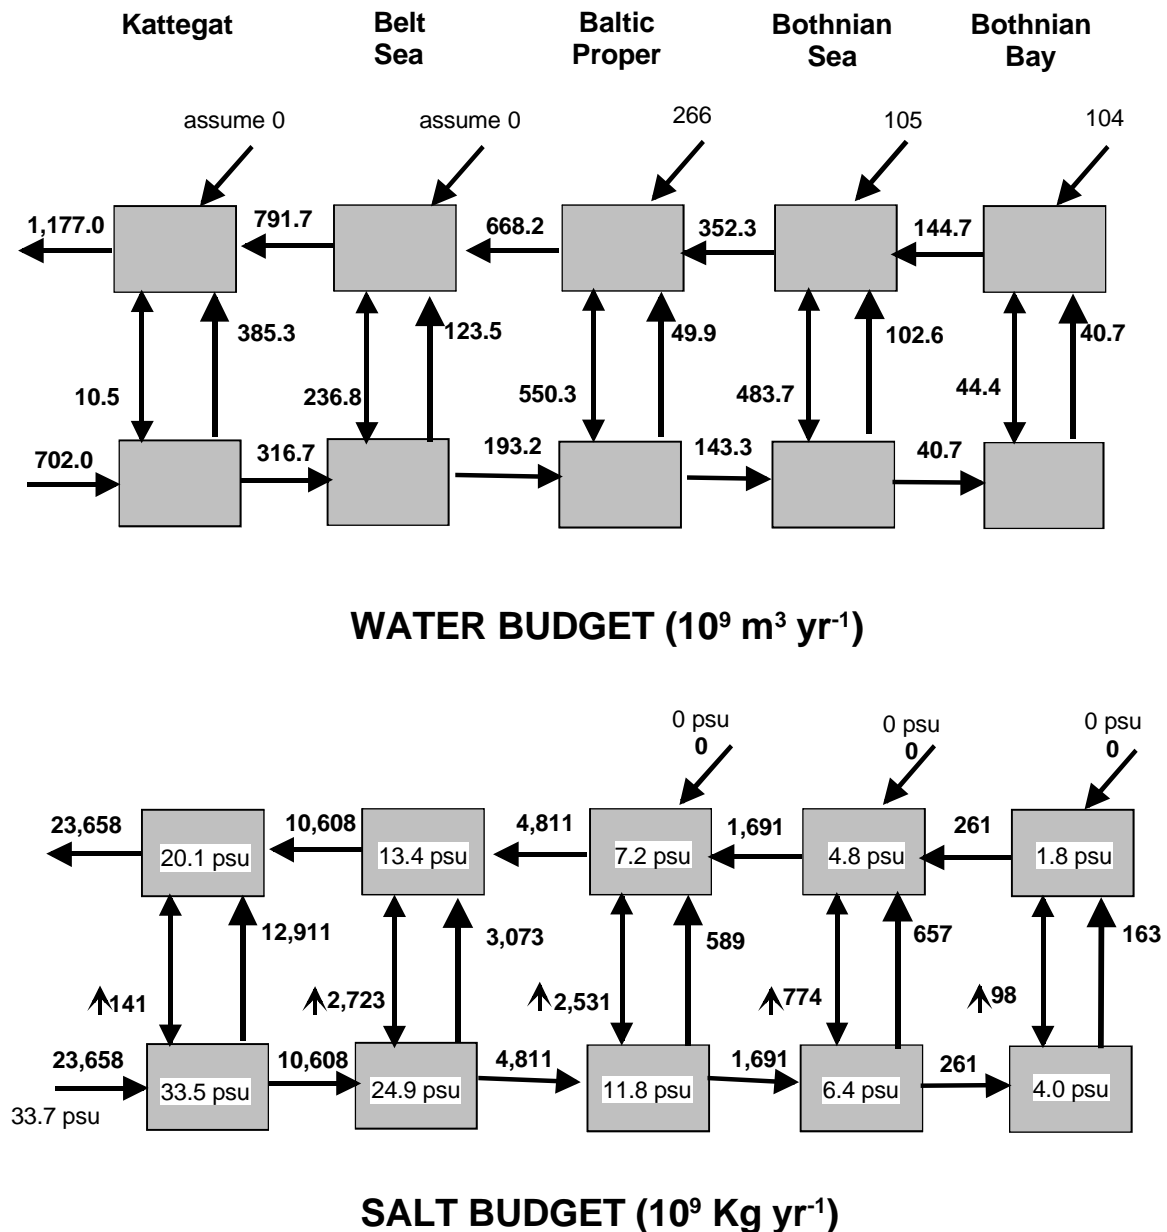 Kattegat
Belt
Sea
Baltic
Proper
Bothnian
Sea
Bothnian
Bay
assume 0
assume 0
266
105
104
1,177.0
791.7
668.2
352.3
144.7
385.3
123.5
49.9
102.6
40.7
10.5
236.8
550.3
483.7
44.4
702.0
316.7
193.2
143.3
40.7
WATER BUDGET (10⁹ m³ yr⁻¹)
0 psu
0
0 psu
0
0 psu
0
23,658
10,608
4,811
1,691
261
20.1 psu
13.4 psu
7.2 psu
4.8 psu
1.8 psu
12,911
3,073
589
657
163
141
2,723
2,531
774
98
23,658
10,608
4,811
1,691
261
33.7 psu
33.5 psu
24.9 psu
11.8 psu
6.4 psu
4.0 psu
SALT BUDGET (10⁹ Kg yr⁻¹)